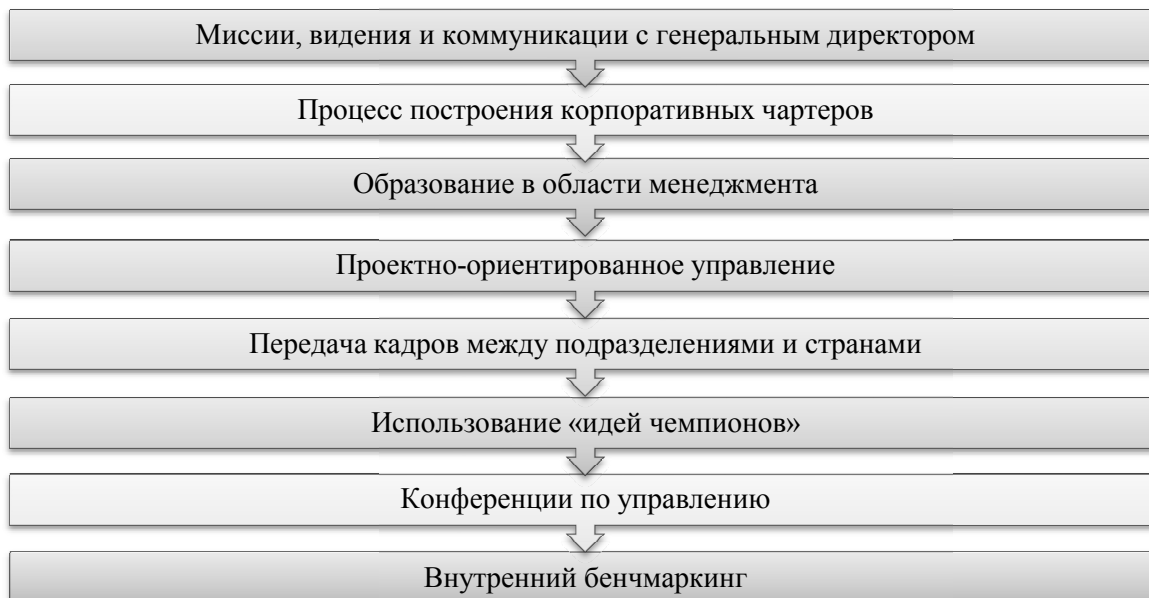 Миссии, видения и коммуникации с генеральным директором
Процесс построения корпоративных чартеров
Образование в области менеджмента
Проектно-ориентированное управление
Передача кадров между подразделениями и странами
Использование «идей чемпионов»
Конференции по управлению
Внутренний бенчмаркинг